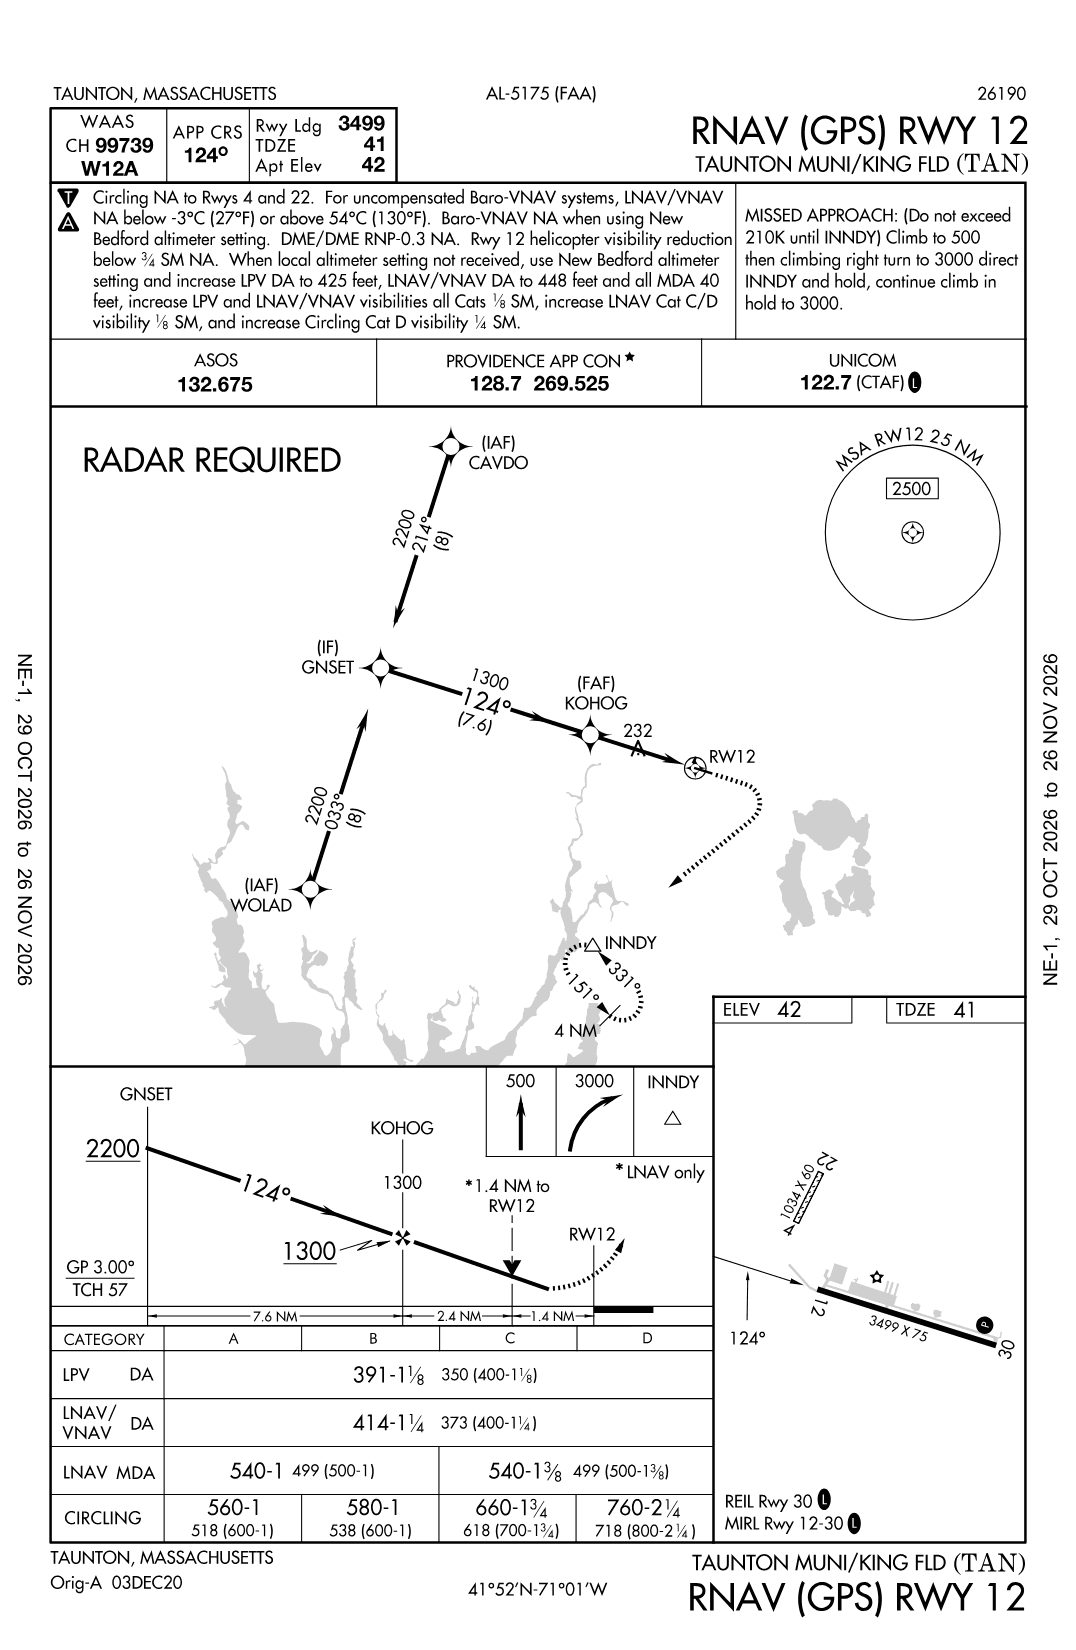 TAUNTON, MASSACHUSETTS
AL-5175 (FAA)
26190
WAAS
CH 99739
W12A
APP CRS
124°
Rwy Ldg 3499
TDZE 41
Apt Elev 42
RNAV (GPS) RWY 12
TAUNTON MUNI/KING FLD (TAN)
T
A
Circling NA to Rwys 4 and 22. For uncompensated Baro-VNAV systems, LNAV/VNAV
NA below -3°C (27°F) or above 54°C (130°F). Baro-VNAV NA when using New
Bedford altimeter setting. DME/DME RNP-0.3 NA. Rwy 12 helicopter visibility reduction
below ¾ SM NA. When local altimeter setting not received, use New Bedford altimeter
setting and increase LPV DA to 425 feet, LNAV/VNAV DA to 448 feet and all MDA 40
feet, increase LPV and LNAV/VNAV visibilities all Cats ⅛ SM, increase LNAV Cat C/D
visibility ⅛ SM, and increase Circling Cat D visibility ¼ SM.
MISSED APPROACH: (Do not exceed
210K until INNDY) Climb to 500
then climbing right turn to 3000 direct
INNDY and hold, continue climb in
hold to 3000.
ASOS
132.675
PROVIDENCE APP CON ★
128.7 269.525
UNICOM
122.7 (CTAF) L
RADAR REQUIRED
(IAF)
CAVDO
2200
214°
(8)
MSA RW12 25 NM
2500
(IF)
GNSET
1300
124°
(7.6)
(FAF)
KOHOG
232
RW12
2200
033°
(8)
(IAF)
WOLAD
INNDY
331°
151°
4 NM
NE-1, 29 OCT 2026 to 26 NOV 2026
NE-1, 29 OCT 2026 to 26 NOV 2026
ELEV 42
TDZE 41
1034 X 60
22
4
124°
12
3499 X 75
P
30
REIL Rwy 30 L
MIRL Rwy 12-30 L
GNSET
2200
124°
KOHOG
1300
1300
GP 3.00°
TCH 57
500
3000
INNDY
* LNAV only
*1.4 NM to
RW12
RW12
7.6 NM
2.4 NM
1.4 NM
CATEGORY A B C D
LPV DA 391-1⅛ 350 (400-1⅛)
LNAV/
VNAV DA 414-1¼ 373 (400-1¼)
LNAV MDA 540-1 499 (500-1) 540-1⅜ 499 (500-1⅜)
CIRCLING
560-1 580-1 660-1¾ 760-2¼
518 (600-1) 538 (600-1) 618 (700-1¾) 718 (800-2¼)
TAUNTON, MASSACHUSETTS
Orig-A 03DEC20
41°52'N-71°01'W
TAUNTON MUNI/KING FLD (TAN)
RNAV (GPS) RWY 12